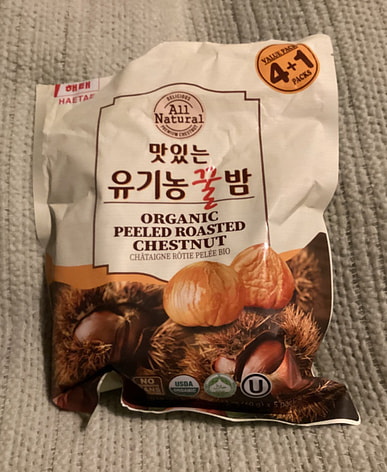 해태
HAETAE
VALUE PACK
4+1
PACKS
DELICIOUS
All
Natural
PREMIUM CHESTNUT
맛있는
유기농 꿀밤
ORGANIC
PEELED ROASTED
CHESTNUT
CHÂTAIGNE RÔTIE PELÉE BIO
NO
USDA
ORGANIC
U